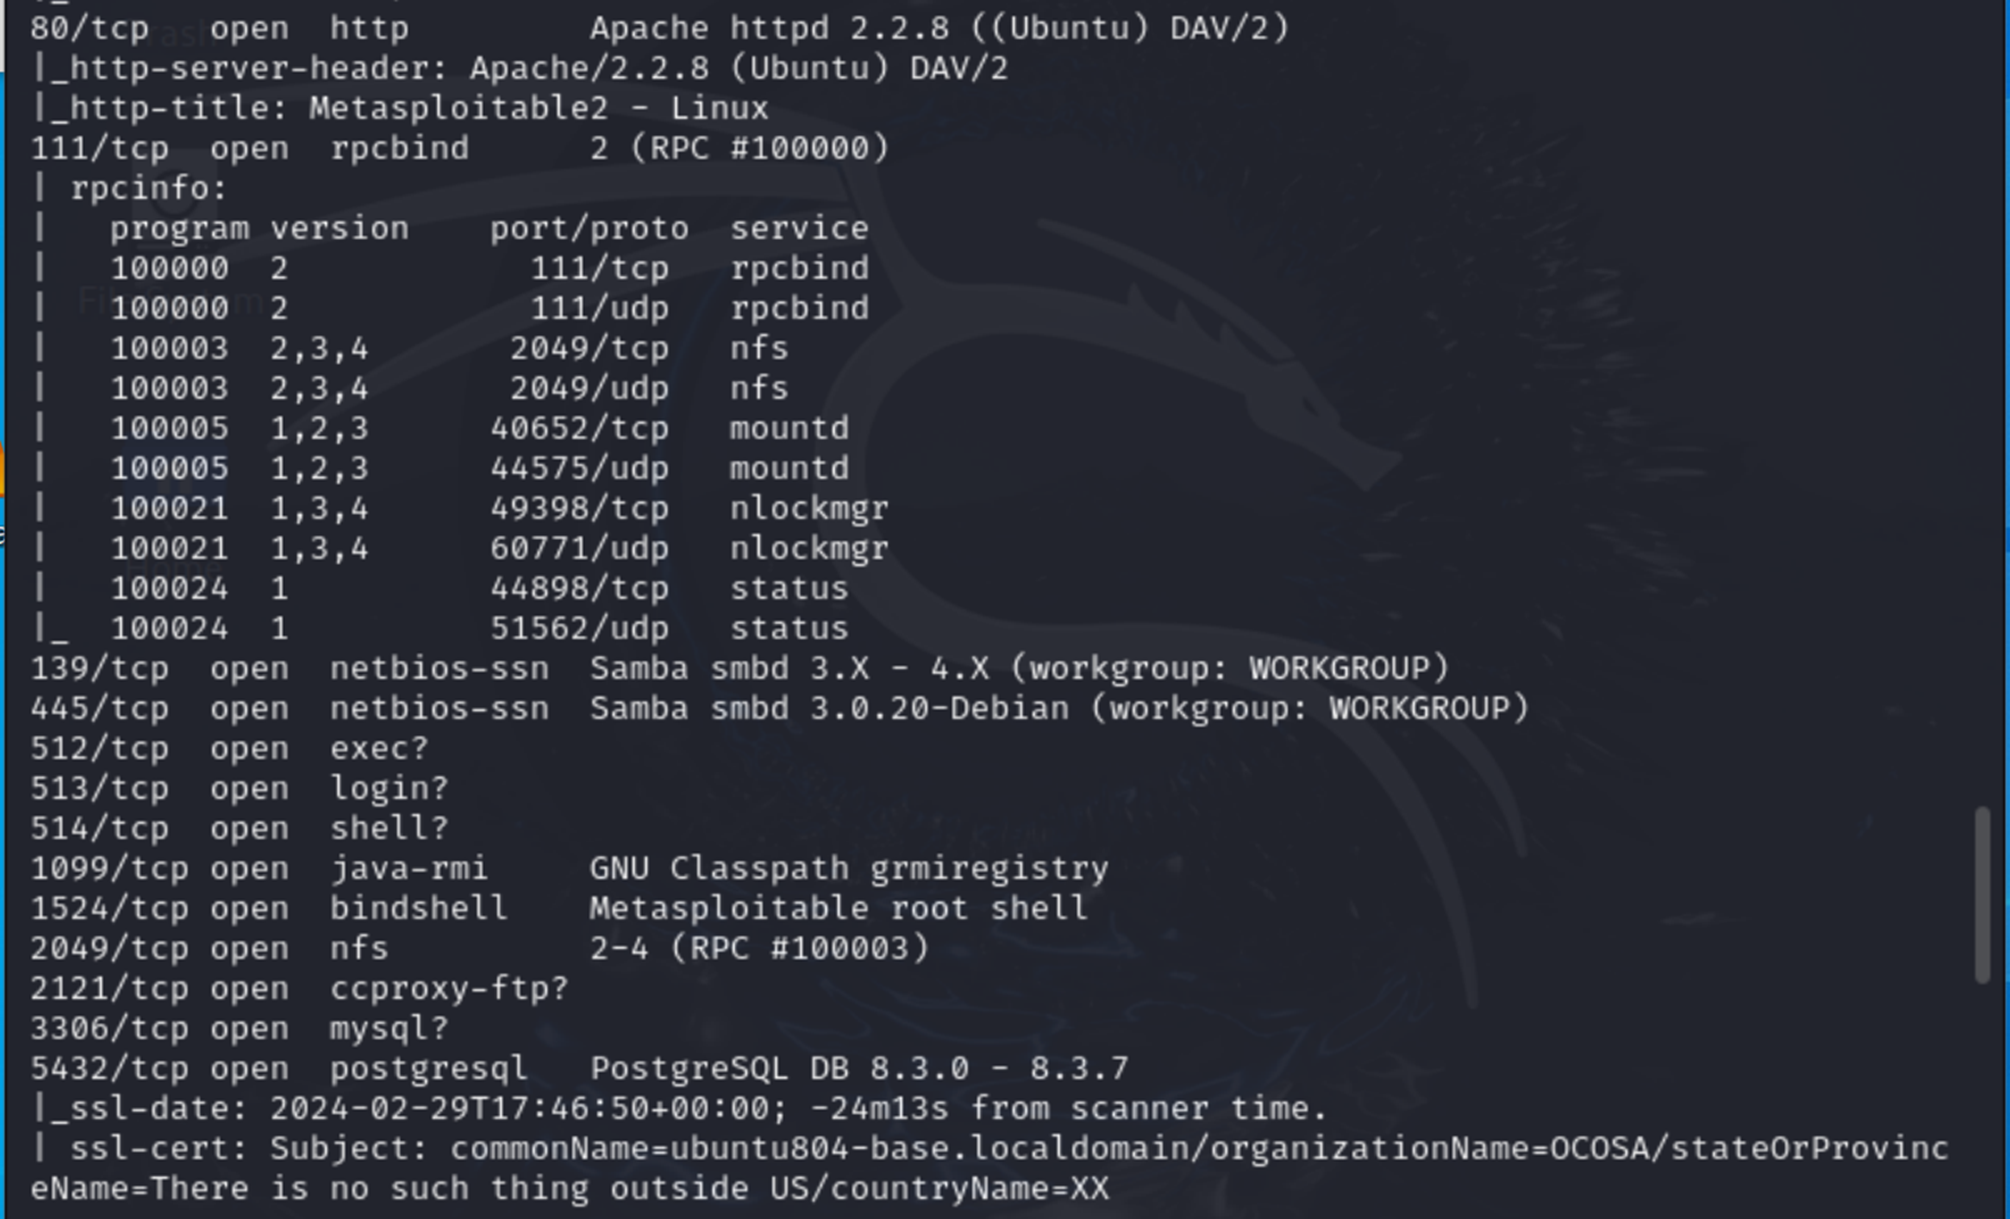 80/tcp   open  http         Apache httpd 2.2.8 ((Ubuntu) DAV/2)
|_http-server-header: Apache/2.2.8 (Ubuntu) DAV/2
|_http-title: Metasploitable2 - Linux
111/tcp  open  rpcbind      2 (RPC #100000)
| rpcinfo:
|   program version    port/proto  service
|   100000  2            111/tcp   rpcbind
|   100000  2            111/udp   rpcbind
|   100003  2,3,4       2049/tcp   nfs
|   100003  2,3,4       2049/udp   nfs
|   100005  1,2,3      40652/tcp   mountd
|   100005  1,2,3      44575/udp   mountd
|   100021  1,3,4      49398/tcp   nlockmgr
|   100021  1,3,4      60771/udp   nlockmgr
|   100024  1          44898/tcp   status
|_  100024  1          51562/udp   status
139/tcp  open  netbios-ssn  Samba smbd 3.X - 4.X (workgroup: WORKGROUP)
445/tcp  open  netbios-ssn  Samba smbd 3.0.20-Debian (workgroup: WORKGROUP)
512/tcp  open  exec?
513/tcp  open  login?
514/tcp  open  shell?
1099/tcp open  java-rmi     GNU Classpath grmiregistry
1524/tcp open  bindshell    Metasploitable root shell
2049/tcp open  nfs          2-4 (RPC #100003)
2121/tcp open  ccproxy-ftp?
3306/tcp open  mysql?
5432/tcp open  postgresql   PostgreSQL DB 8.3.0 - 8.3.7
|_ssl-date: 2024-02-29T17:46:50+00:00; -24m13s from scanner time.
| ssl-cert: Subject: commonName=ubuntu804-base.localdomain/organizationName=OCOSA/stateOrProvinc
eName=There is no such thing outside US/countryName=XX
Home